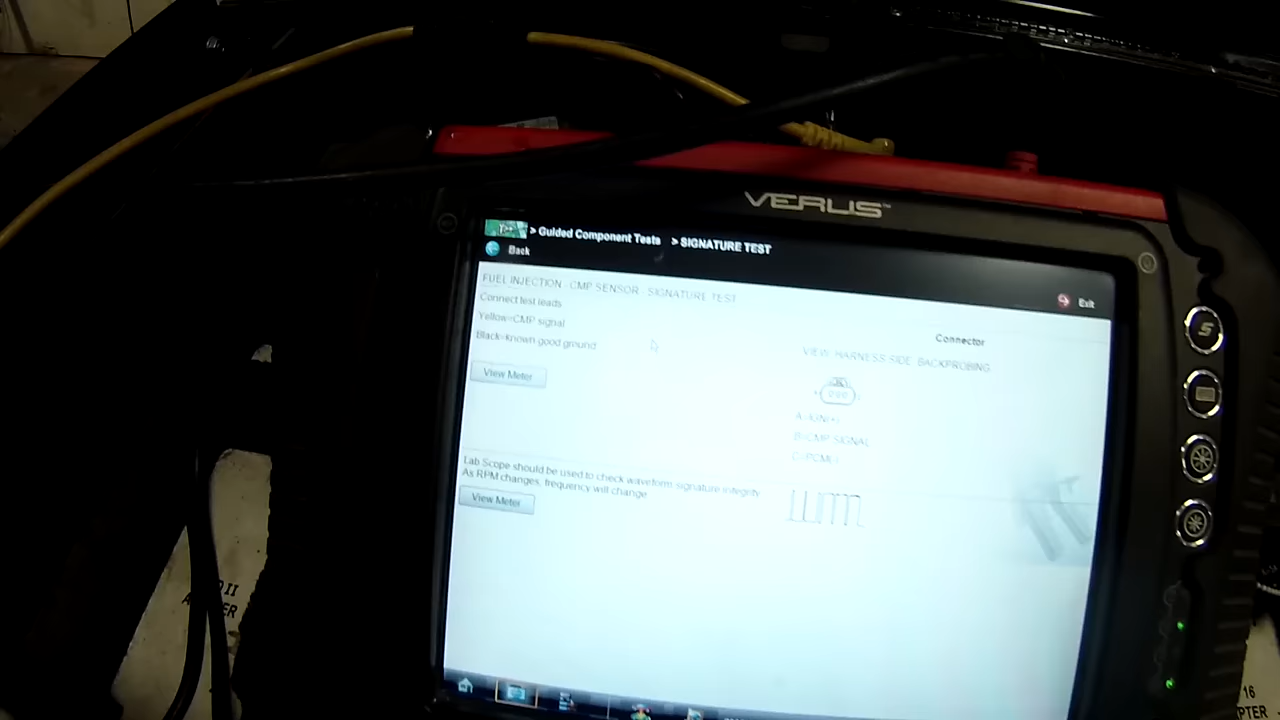 VERUS™
> Guided Component Tests > SIGNATURE TEST
Back
Exit
FUEL INJECTION - CMP SENSOR - SIGNATURE TEST
Connect test leads
Yellow=CMP signal
Black=known good ground
View Meter
Connector
VIEW: HARNESS SIDE, BACKPROBING
B=CMP SIGNAL
Lab Scope should be used to check waveform signature integrity.
As RPM changes, frequency will change
View Meter
S
16